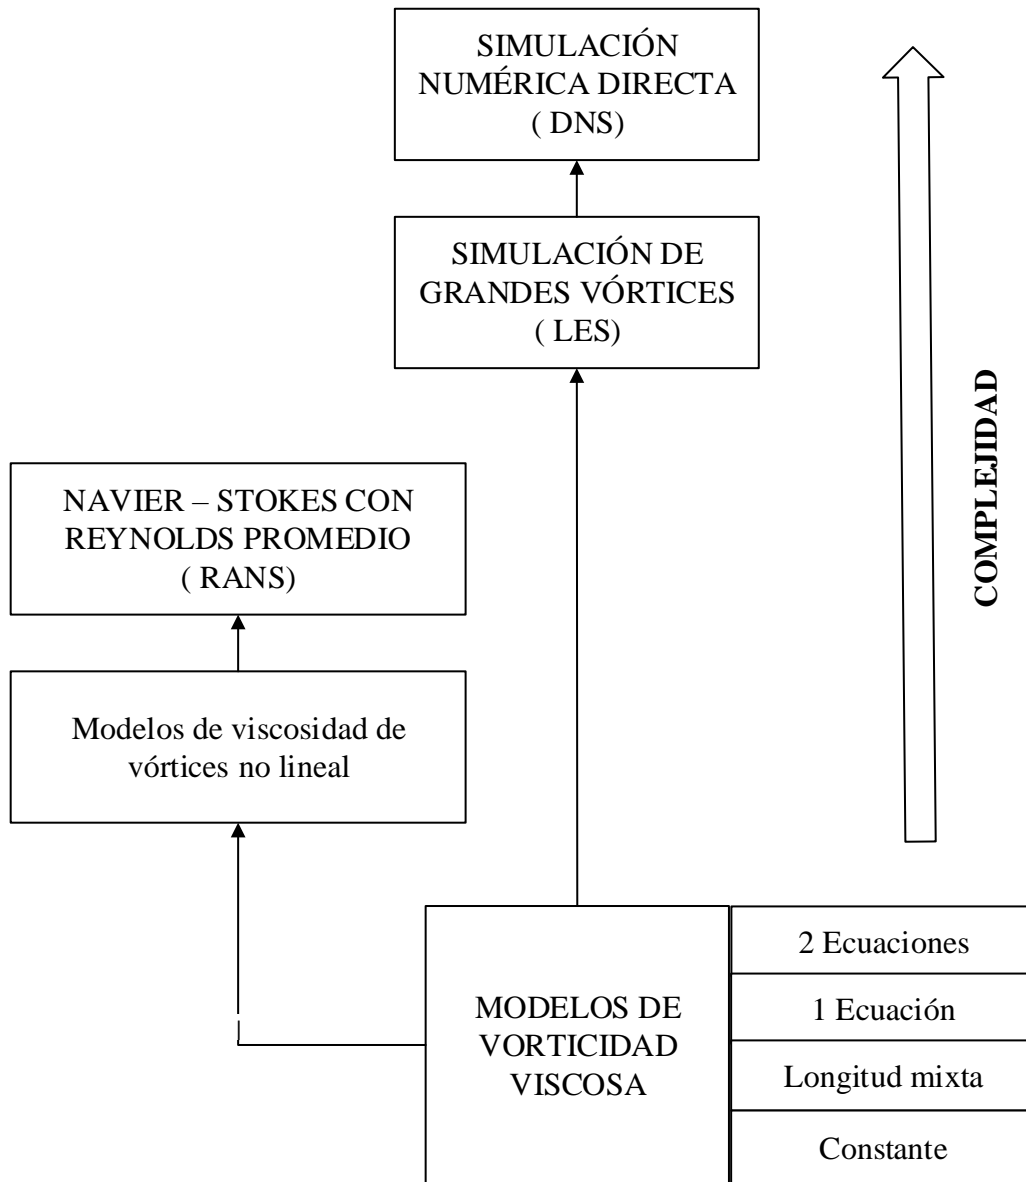 SIMULACIÓN
NUMÉRICA DIRECTA
( DNS)
SIMULACIÓN DE
GRANDES VÓRTICES
( LES)
COMPLEJIDAD
NAVIER – STOKES CON
REYNOLDS PROMEDIO
( RANS)
Modelos de viscosidad de
vórtices no lineal
MODELOS DE
VORTICIDAD
VISCOSA
2 Ecuaciones
1 Ecuación
Longitud mixta
Constante